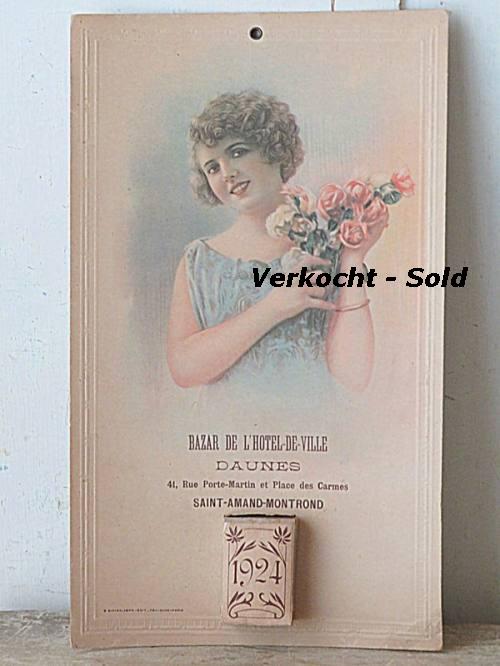 Verkocht - Sold
BAZAR DE L'HOTEL-DE-VILLE
DAUNES
41, Rue Porte-Martin et Place des Carmes
SAINT-AMAND-MONTROND
1924